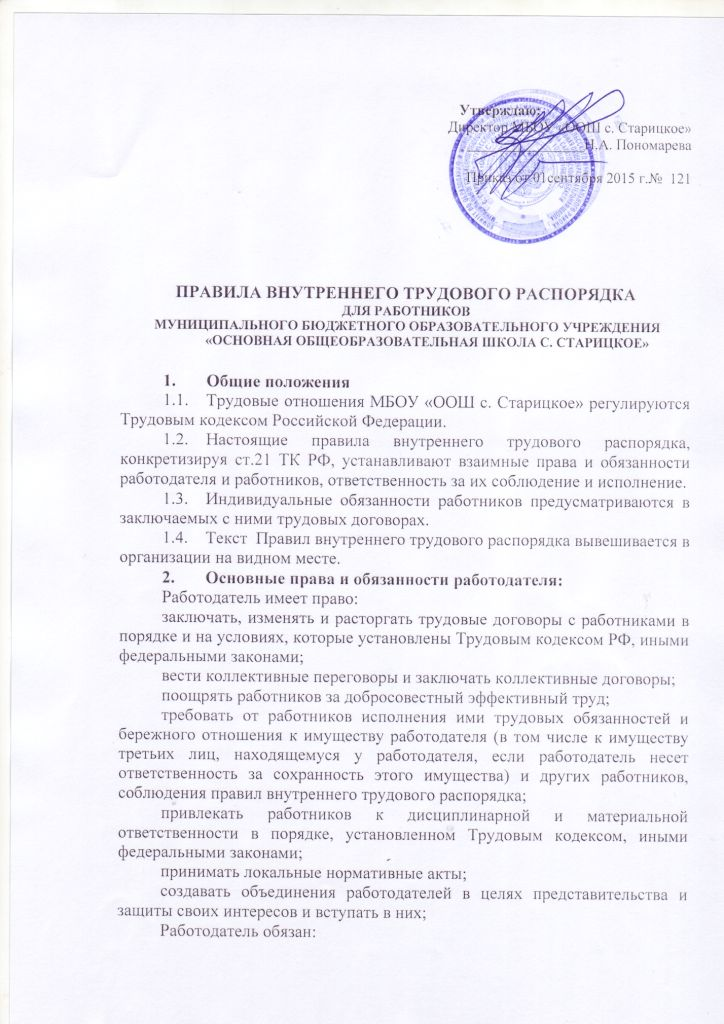 Утверждаю:
Директор МБОУ «ООШ с. Старицкое»
Н.А. Пономарева
Приказ от 01сентября 2015 г.№ 121
ПРАВИЛА ВНУТРЕННЕГО ТРУДОВОГО РАСПОРЯДКА
ДЛЯ РАБОТНИКОВ
МУНИЦИПАЛЬНОГО БЮДЖЕТНОГО ОБРАЗОВАТЕЛЬНОГО УЧРЕЖДЕНИЯ
«ОСНОВНАЯ ОБЩЕОБРАЗОВАТЕЛЬНАЯ ШКОЛА С. СТАРИЦКОЕ»
1. Общие положения
1.1. Трудовые отношения МБОУ «ООШ с. Старицкое» регулируются
Трудовым кодексом Российской Федерации.
1.2. Настоящие правила внутреннего трудового распорядка,
конкретизируя ст.21 ТК РФ, устанавливают взаимные права и обязанности
работодателя и работников, ответственность за их соблюдение и исполнение.
1.3. Индивидуальные обязанности работников предусматриваются в
заключаемых с ними трудовых договорах.
1.4. Текст Правил внутреннего трудового распорядка вывешивается в
организации на видном месте.
2. Основные права и обязанности работодателя:
Работодатель имеет право:
заключать, изменять и расторгать трудовые договоры с работниками в
порядке и на условиях, которые установлены Трудовым кодексом РФ, иными
федеральными законами;
вести коллективные переговоры и заключать коллективные договоры;
поощрять работников за добросовестный эффективный труд;
требовать от работников исполнения ими трудовых обязанностей и
бережного отношения к имуществу работодателя (в том числе к имуществу
третьих лиц, находящемуся у работодателя, если работодатель несет
ответственность за сохранность этого имущества) и других работников,
соблюдения правил внутреннего трудового распорядка;
привлекать работников к дисциплинарной и материальной
ответственности в порядке, установленном Трудовым кодексом, иными
федеральными законами;
принимать локальные нормативные акты;
создавать объединения работодателей в целях представительства и
защиты своих интересов и вступать в них;
Работодатель обязан: